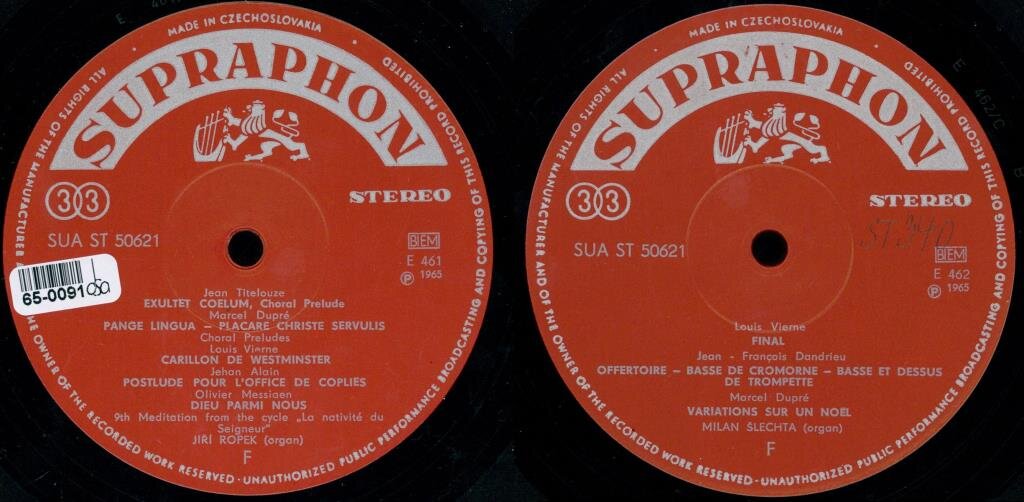 MADE IN CZECHOSLOVAKIA
ALL RIGHTS OF THE MANUFACTURER AND OF THE OWNER OF THE RECORDED WORK RESERVED · UNAUTHORIZED PUBLIC PERFORMANCE BROADCASTING AND COPYING OF THIS RECORD PROHIBITED
SUPRAPHON
33
STEREO
SUA ST 50621
BIEM
E 461
Ⓟ 1965
65-0091
Jean Titelouze
EXULTET COELUM, Choral Prelude
Marcel Dupré
PANGE LINGUA – PLACARE CHRISTE SERVULIS
Choral Preludes
Louis Vierne
CARILLON DE WESTMINSTER
Jehan Alain
POSTLUDE POUR L'OFFICE DE COPLIES
Olivier Messiaen
DIEU PARMI NOUS
9th Meditation from the cycle „La nativité du
Seigneur"
JIŘÍ ROPEK (organ)
F
MADE IN CZECHOSLOVAKIA
ALL RIGHTS OF THE MANUFACTURER AND OF THE OWNER OF THE RECORDED WORK RESERVED · UNAUTHORIZED PUBLIC PERFORMANCE BROADCASTING AND COPYING OF THIS RECORD PROHIBITED
SUPRAPHON
33
STEREO
SUA ST 50621
BIEM
E 462
Ⓟ 1965
Louis Vierne
FINAL
Jean - François Dandrieu
OFFERTOIRE – BASSE DE CROMORNE – BASSE ET DESSUS
DE TROMPETTE
Marcel Dupré
VARIATIONS SUR UN NOEL
MILAN ŠLECHTA (organ)
F